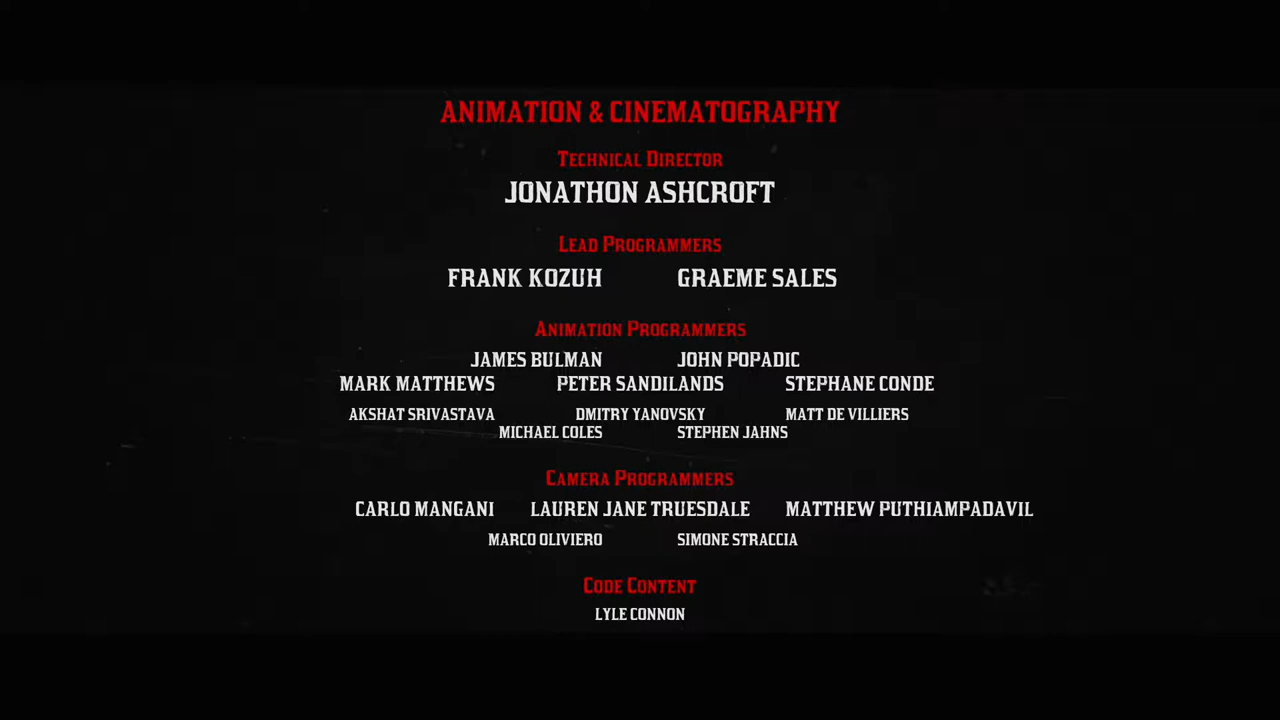 ANIMATION & CINEMATOGRAPHY
TECHNICAL DIRECTOR
JONATHON ASHCROFT
LEAD PROGRAMMERS
FRANK KOZUH GRAEME SALES
ANIMATION PROGRAMMERS
JAMES BULMAN JOHN POPADIC
MARK MATTHEWS PETER SANDILANDS STEPHANE CONDE
AKSHAT SRIVASTAVA DMITRY YANOVSKY MATT DE VILLIERS
MICHAEL COLES STEPHEN JAHNS
CAMERA PROGRAMMERS
CARLO MANGANI LAUREN JANE TRUESDALE MATTHEW PUTHIAMPADAVIL
MARCO OLIVIERO SIMONE STRACCIA
CODE CONTENT
LYLE CONNON